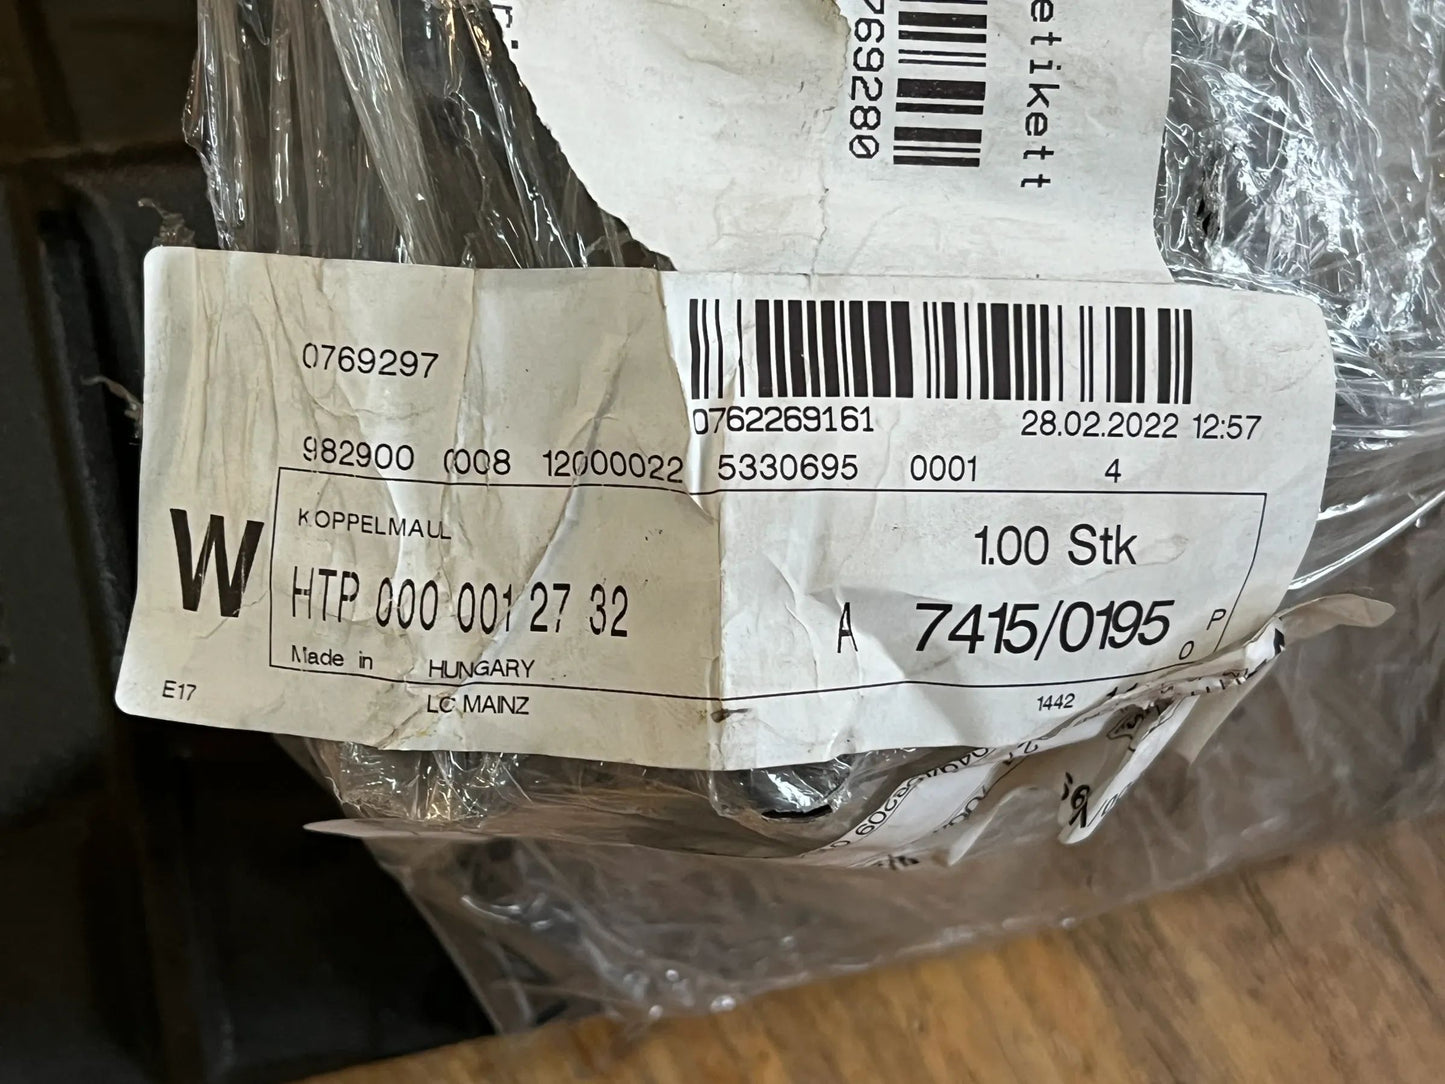 etikett
769280
0769297
0762269161 28.02.2022 12:57
982900 0008 12000022 5330695 0001 4
W
KOPPELMAUL
1.00 Stk
HTP 000 001 27 32
A 7415/0195
P
O
Made in HUNGARY
E17
LC MAINZ
1442